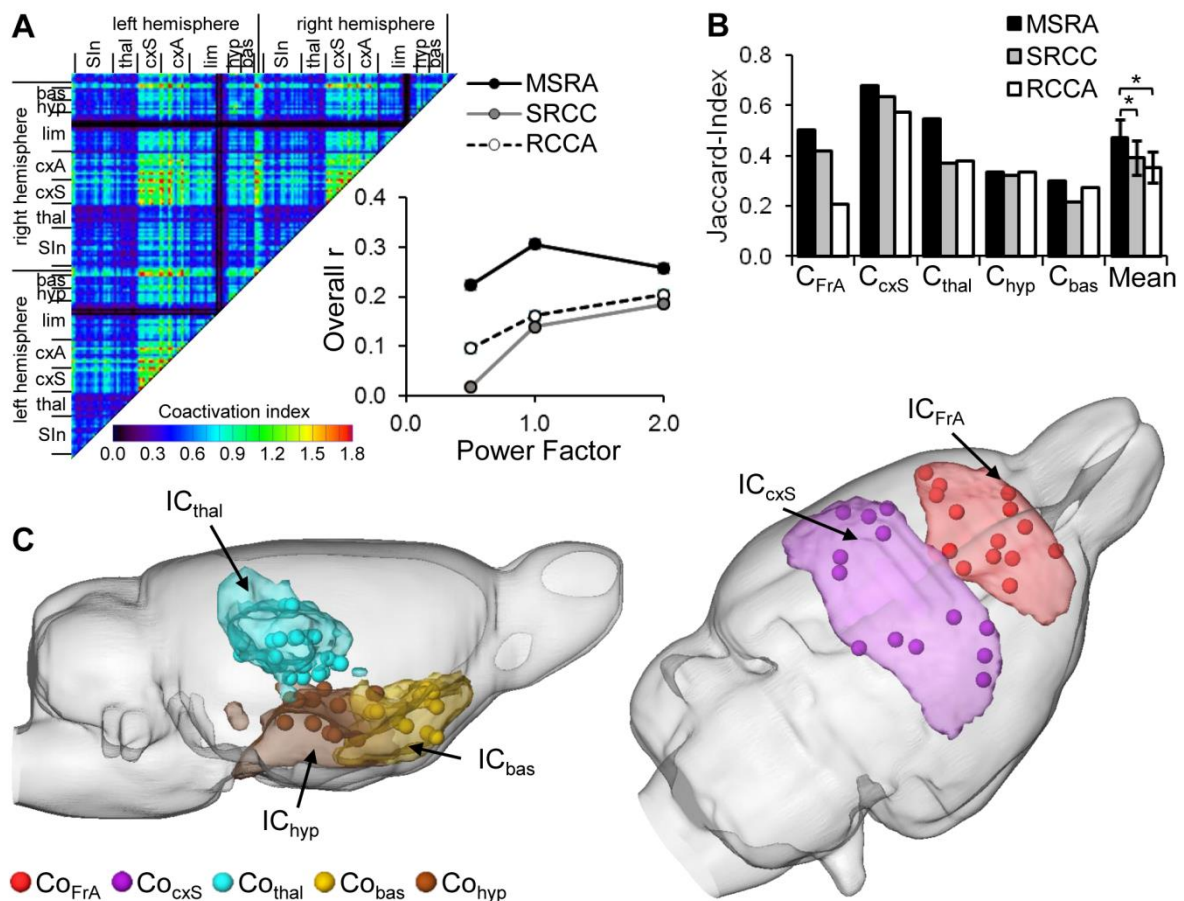 A
left hemisphere right hemisphere
SIn thal cxS cxA lim hyp bas SIn thal cxS cxA lim hyp bas
right hemisphere
bas
hyp
lim
cxA
cxS
thal
SIn
left hemisphere
bas
hyp
lim
cxA
cxS
thal
SIn
Coactivation index
0.0 0.3 0.6 0.9 1.2 1.5 1.8
MSRA
SRCC
RCCA
Overall r
0.4
0.3
0.2
0.1
0.0
0.0 1.0 2.0
Power Factor
B
MSRA
SRCC
RCCA
Jaccard-Index
0.8
0.6
0.4
0.2
0.0
*
*
CFrA CcxS Cthal Chyp Cbas Mean
C
ICthal
IChyp
ICbas
ICFrA
ICcxS
CoFrA CocxS Cothal Cobas Cohyp